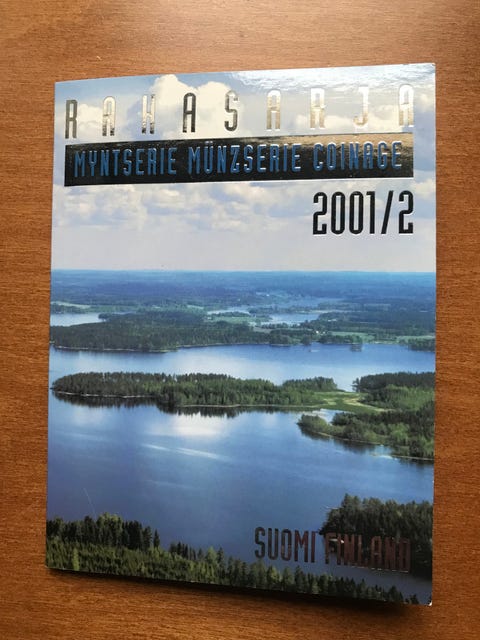 RAHASARJA
MYNTSERIE MÜNZSERIE COINAGE
2001/2
SUOMI FINLAND